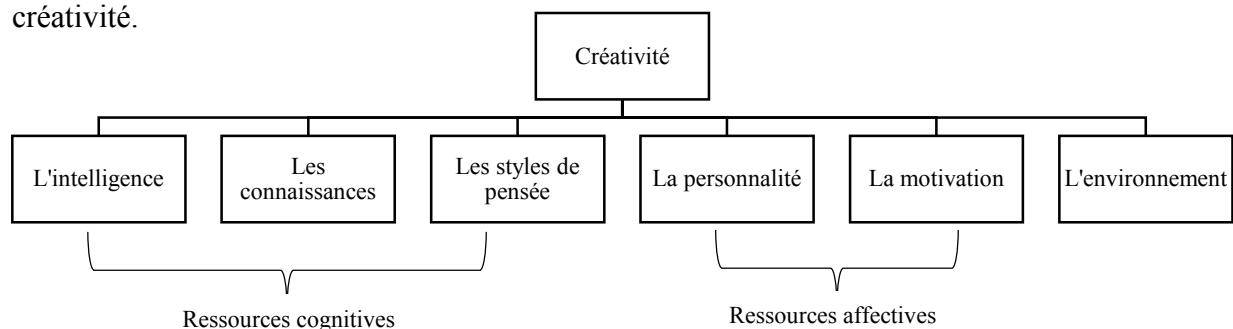 créativité.
Créativité
L'intelligence
Les
connaissances
Les styles de
pensée
La personnalité
La motivation
L'environnement
Ressources cognitives
Ressources affectives